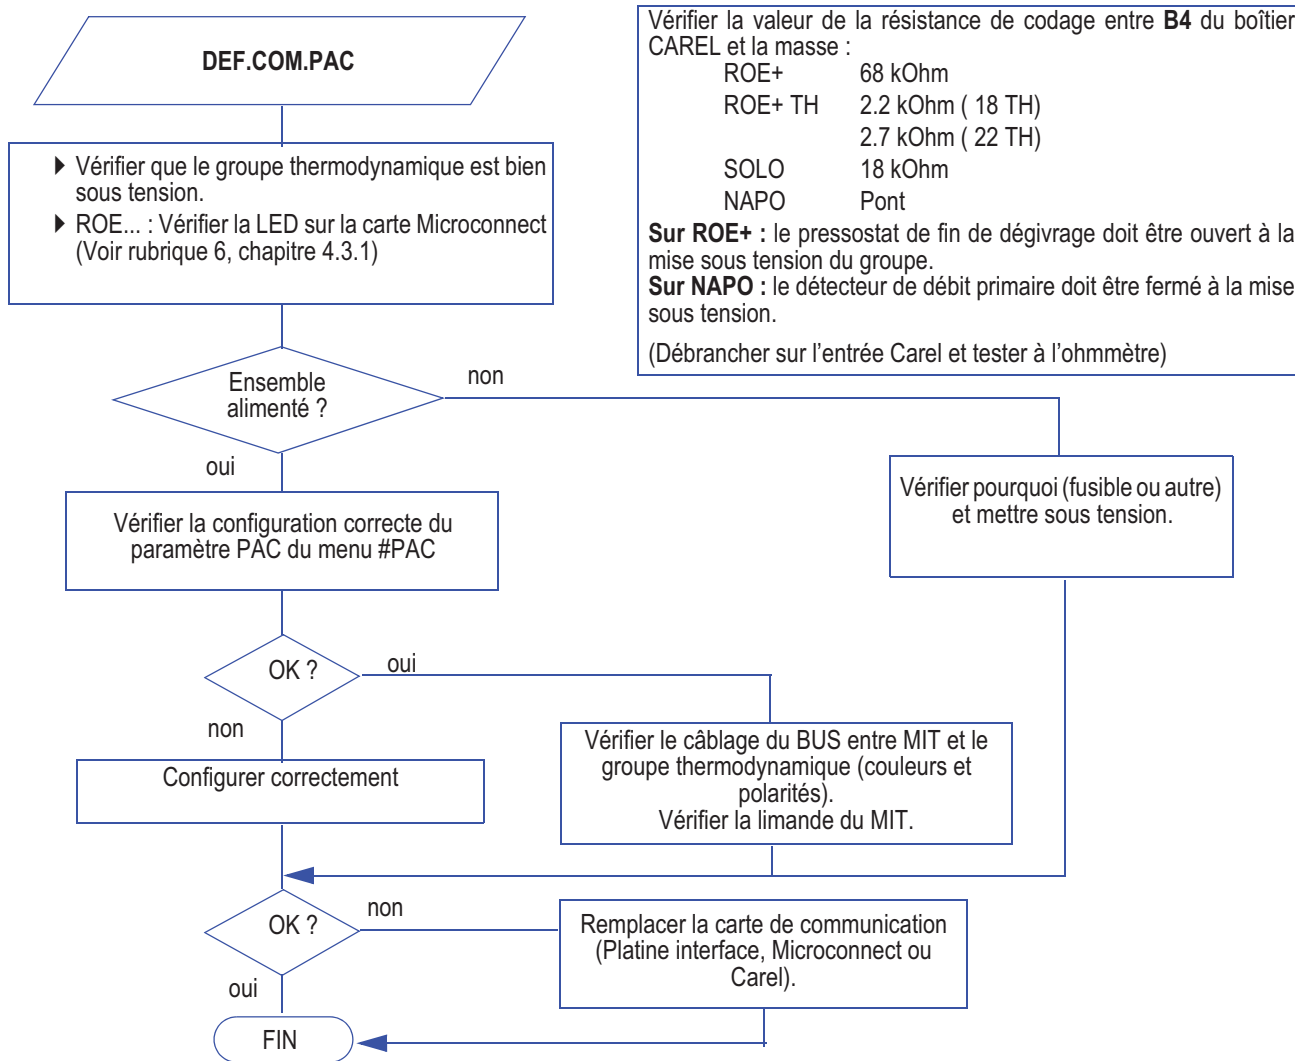 DEF.COM.PAC
Vérifier que le groupe thermodynamique est bien
sous tension.
ROE... : Vérifier la LED sur la carte Microconnect
(Voir rubrique 6, chapitre 4.3.1)
Vérifier la valeur de la résistance de codage entre B4 du boîtier
CAREL et la masse :
ROE+ 68 kOhm
ROE+ TH 2.2 kOhm ( 18 TH)
2.7 kOhm ( 22 TH)
SOLO 18 kOhm
NAPO Pont
Sur ROE+ : le pressostat de fin de dégivrage doit être ouvert à la
mise sous tension du groupe.
Sur NAPO : le détecteur de débit primaire doit être fermé à la mise
sous tension.
(Débrancher sur l'entrée Carel et tester à l'ohmmètre)
Ensemble
alimenté ?
non
oui
Vérifier pourquoi (fusible ou autre)
et mettre sous tension.
Vérifier la configuration correcte du
paramètre PAC du menu #PAC
OK ?
oui
non
Configurer correctement
Vérifier le câblage du BUS entre MIT et le
groupe thermodynamique (couleurs et
polarités).
Vérifier la limande du MIT.
OK ?
non
oui
Remplacer la carte de communication
(Platine interface, Microconnect ou
Carel).
FIN